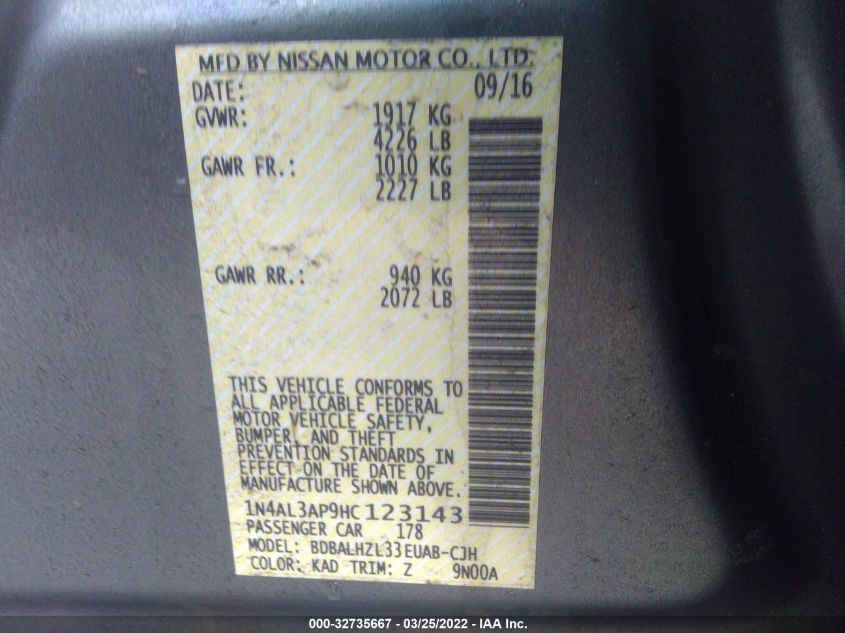 MFD BY NISSAN MOTOR CO., LTD.
DATE: 09/16
GVWR: 1917 KG
4226 LB
GAWR FR.: 1010 KG
2227 LB
GAWR RR.: 940 KG
2072 LB
THIS VEHICLE CONFORMS TO
ALL APPLICABLE FEDERAL
MOTOR VEHICLE SAFETY,
BUMPER, AND THEFT
PREVENTION STANDARDS IN
EFFECT ON THE DATE OF
MANUFACTURE SHOWN ABOVE.
1N4AL3AP9HC123143
PASSENGER CAR 178
MODEL: BDBALHZL33EUAB-CJH
COLOR: KAD TRIM: Z 9N00A
000-32735667 - 03/25/2022 - IAA Inc.